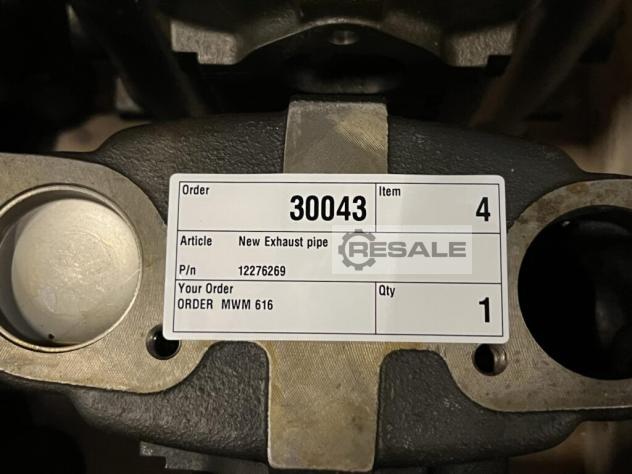 Order 30043 Item 4
Article New Exhaust pipe
RESALE
P/n 12276269
Your Order Qty
ORDER MWM 616 1